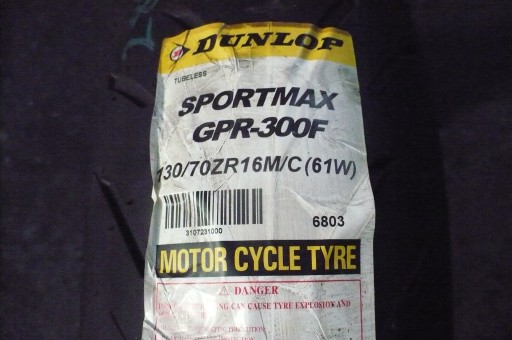 DUNLOP
TUBELESS
SPORTMAX
GPR-300F
130/70ZR16M/C (61W)
3107231000
6803
MOTOR CYCLE TYRE
⚠ DANGER
NG CAN CAUSE TYRE EXPLOSION AND